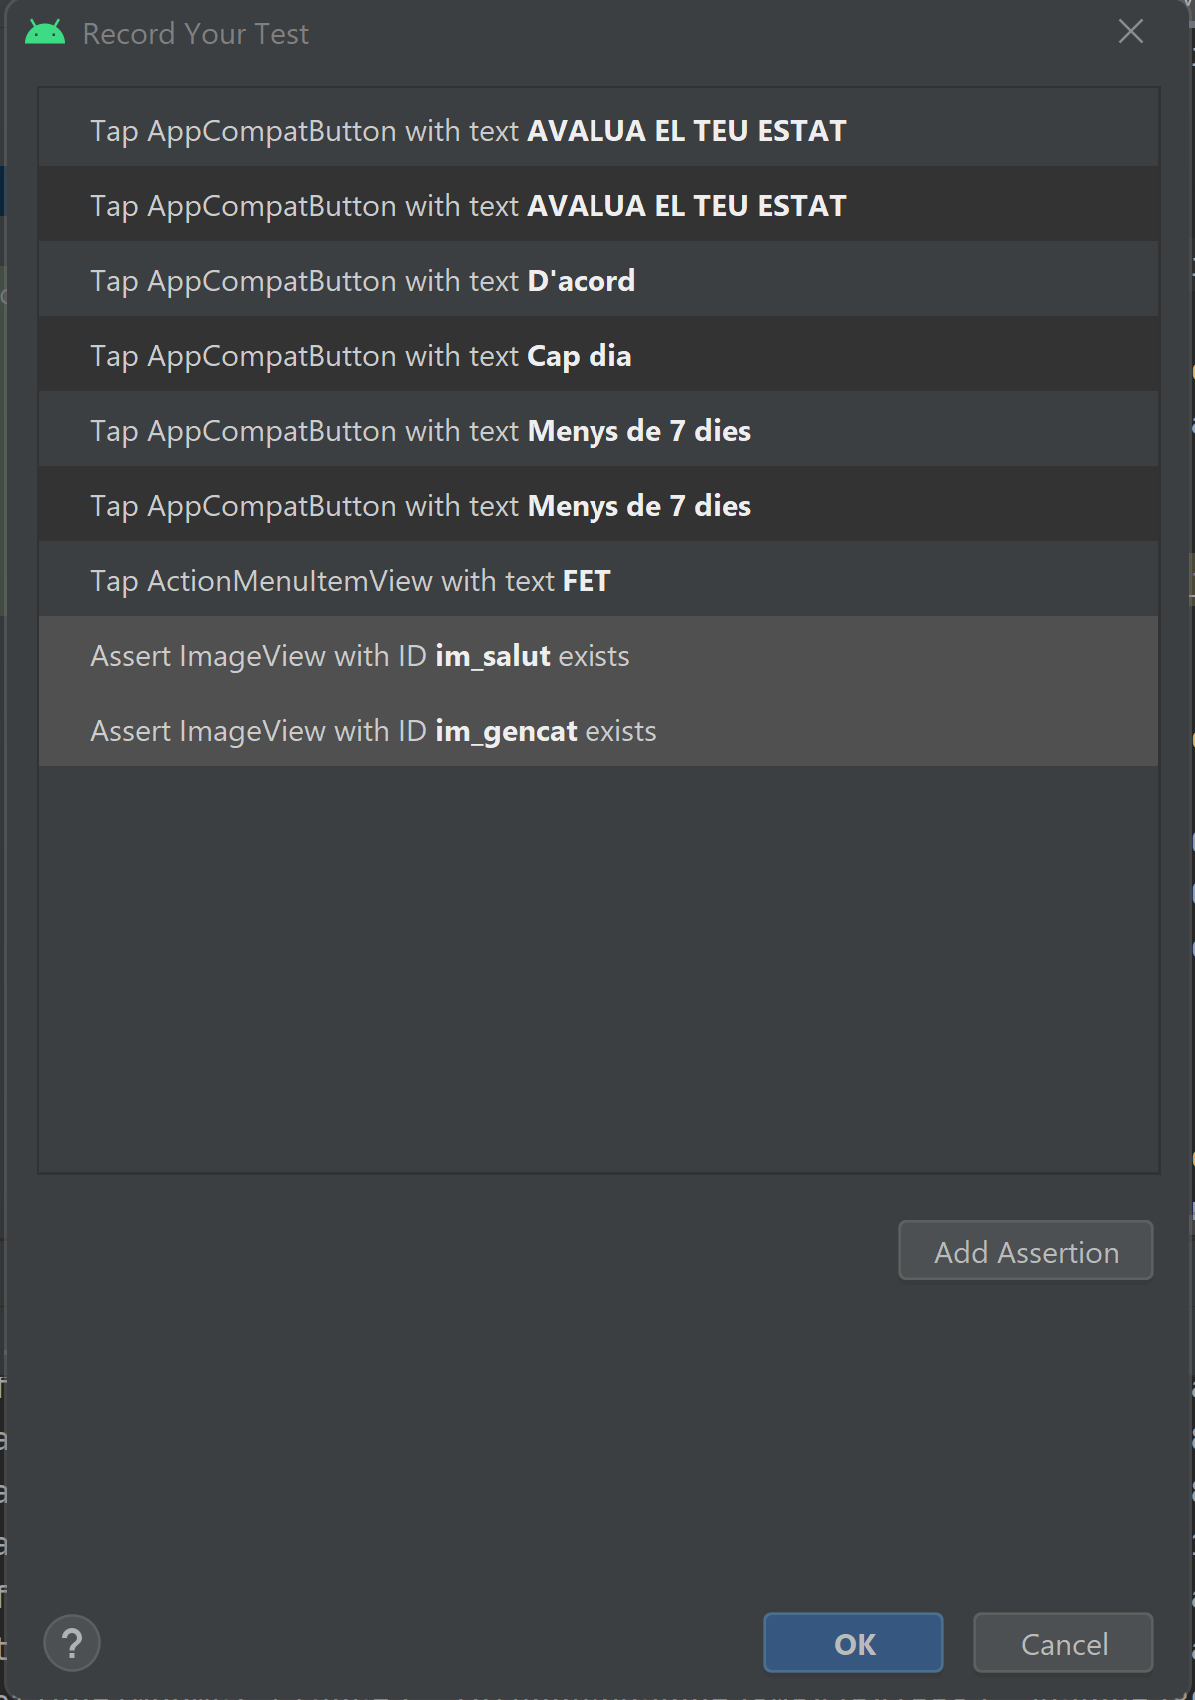 Record Your Test
Tap AppCompatButton with text AVALUA EL TEU ESTAT
Tap AppCompatButton with text AVALUA EL TEU ESTAT
Tap AppCompatButton with text D'acord
Tap AppCompatButton with text Cap dia
Tap AppCompatButton with text Menys de 7 dies
Tap AppCompatButton with text Menys de 7 dies
Tap ActionMenuItemView with text FET
Assert ImageView with ID im_salut exists
Assert ImageView with ID im_gencat exists
Add Assertion
?
OK
Cancel